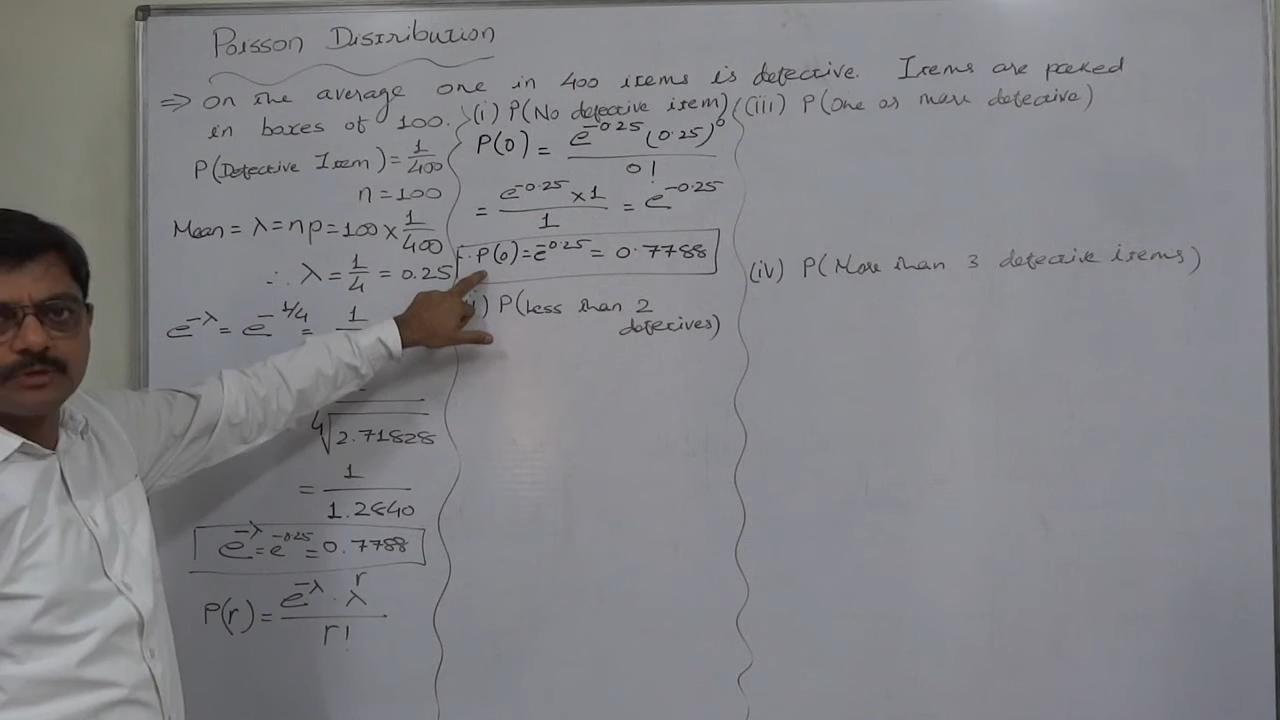 Poisson Distribution
⇒ On the average one in 400 items is defective. Items are packed
in boxes of 100.
P(Defective Item) = 1/400
n = 100
Mean = λ = np = 100 × 1/400
∴ λ = 1/4 = 0.25
e^-λ = e^-1/4 = 1
⁴√2.71828
= 1/1.2840
e^-λ = e^-0.25 = 0.7788
P(r) = e^-λ . λ^r / r!
(i) P(No defective item)
P(0) = e^-0.25 (0.25)^0 / 0!
= e^-0.25 × 1 / 1 = e^-0.25
∴ P(0) = e^-0.25 = 0.7788
) P(Less than 2
defectives)
(iii) P(One or more defective)
(iv) P(More than 3 defective items)